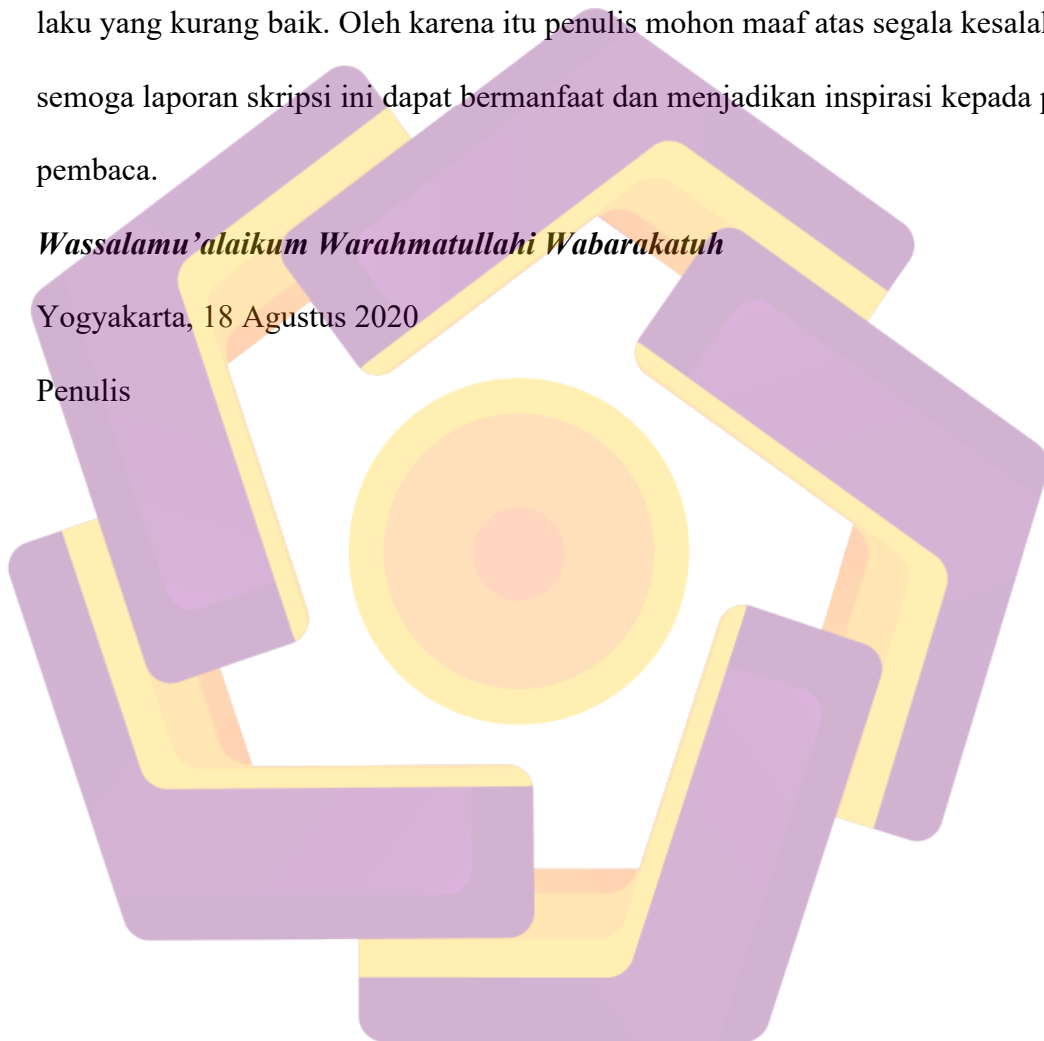 laku yang kurang baik. Oleh karena itu penulis mohon maaf atas segala
semoga laporan skripsi ini dapat bermanfaat dan menjadikan inspirasi kepada
pembaca.
Wassalamu’alaikum Warahmatullahi Wabarakatuh
Yogyakarta, 18 Agustus 2020
Penulis